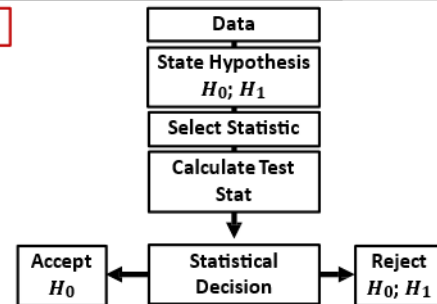 Data
State Hypothesis
H₀; H₁
Select Statistic
Calculate Test
Stat
Accept
H₀
Statistical
Decision
Reject
H₀; H₁